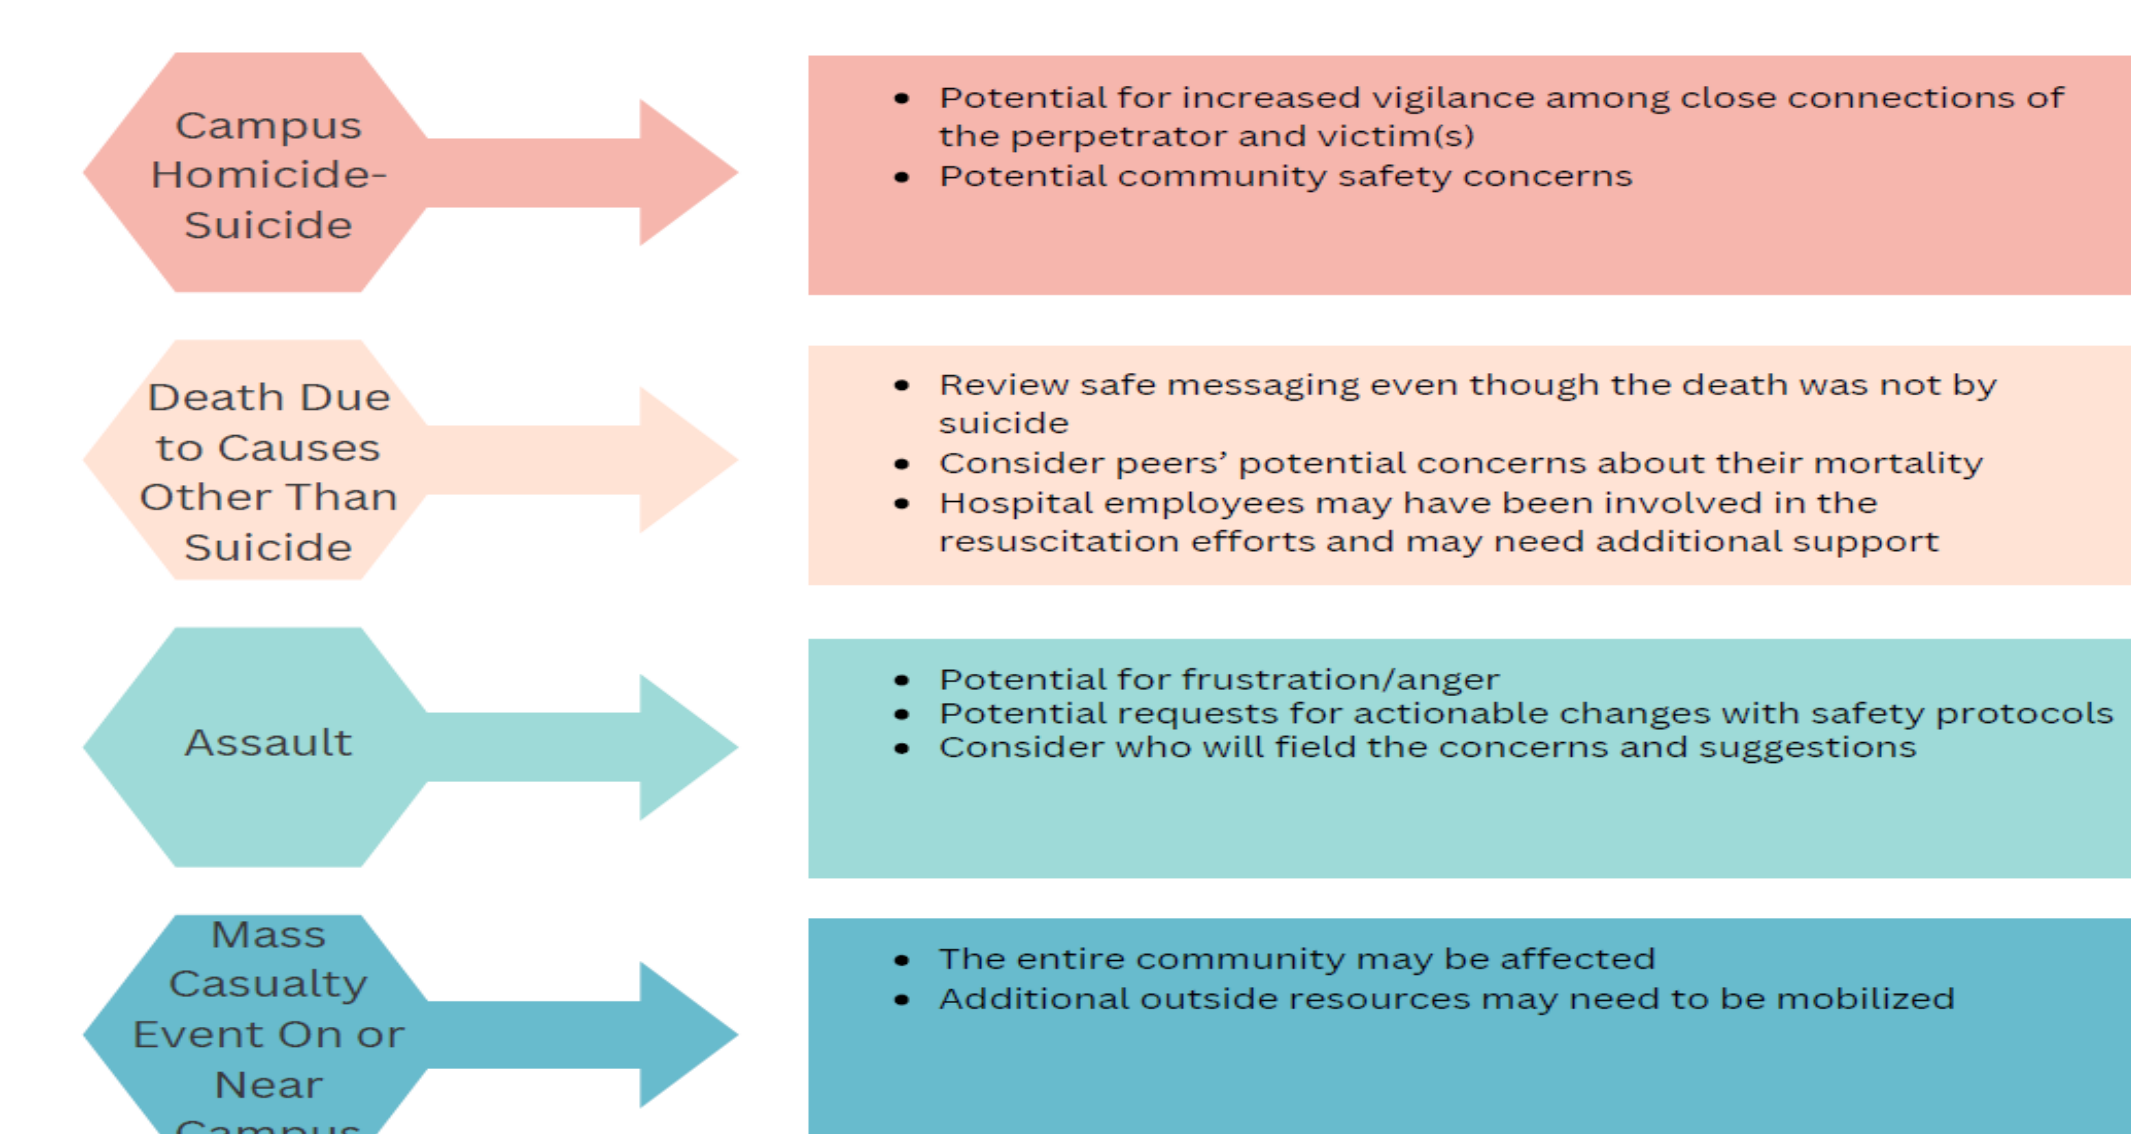 Campus
Homicide-
Suicide
• Potential for increased vigilance among close connections of
the perpetrator and victim(s)
• Potential community safety concerns
Death Due
to Causes
Other Than
Suicide
• Review safe messaging even though the death was not by
suicide
• Consider peers’ potential concerns about their mortality
• Hospital employees may have been involved in the
resuscitation efforts and may need additional support
Assault
• Potential for frustration/anger
• Potential requests for actionable changes with safety protocols
• Consider who will field the concerns and suggestions
Mass
Casualty
Event On or
Near
Campus
• The entire community may be affected
• Additional outside resources may need to be mobilized